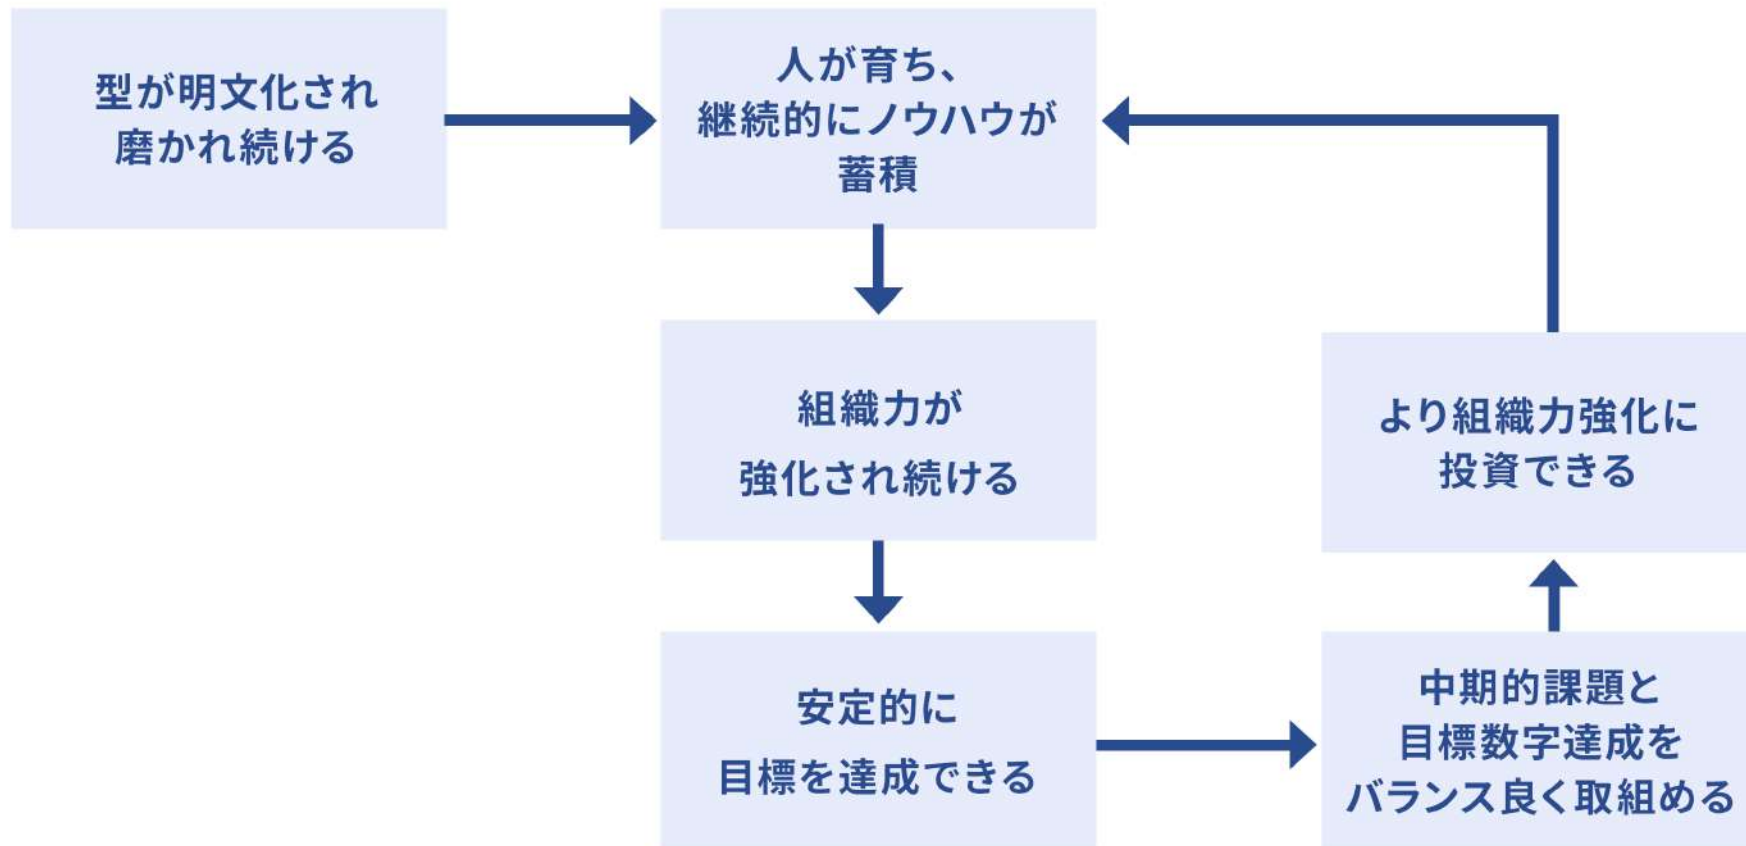 型が明文化され
磨かれ続ける
人が育ち、
継続的にノウハウが
蓄積
組織力が
強化され続ける
より組織力強化に
投資できる
安定的に
目標を達成できる
中期的課題と
目標数字達成を
バランス良く取組める